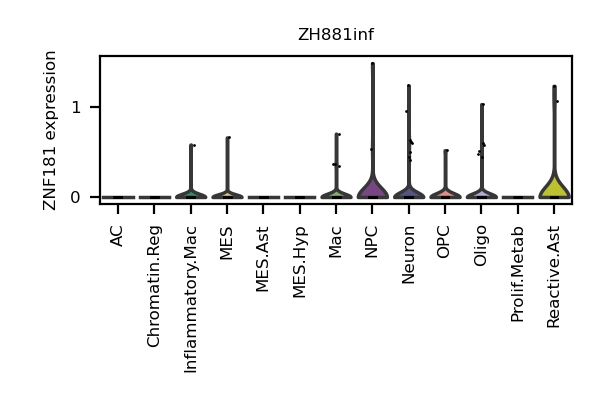 ZH881inf
ZNF181 expression
1
0
AC
Chromatin.Reg
Inflammatory.Mac
MES
MES.Ast
MES.Hyp
Mac
NPC
Neuron
OPC
Oligo
Prolif.Metab
Reactive.Ast